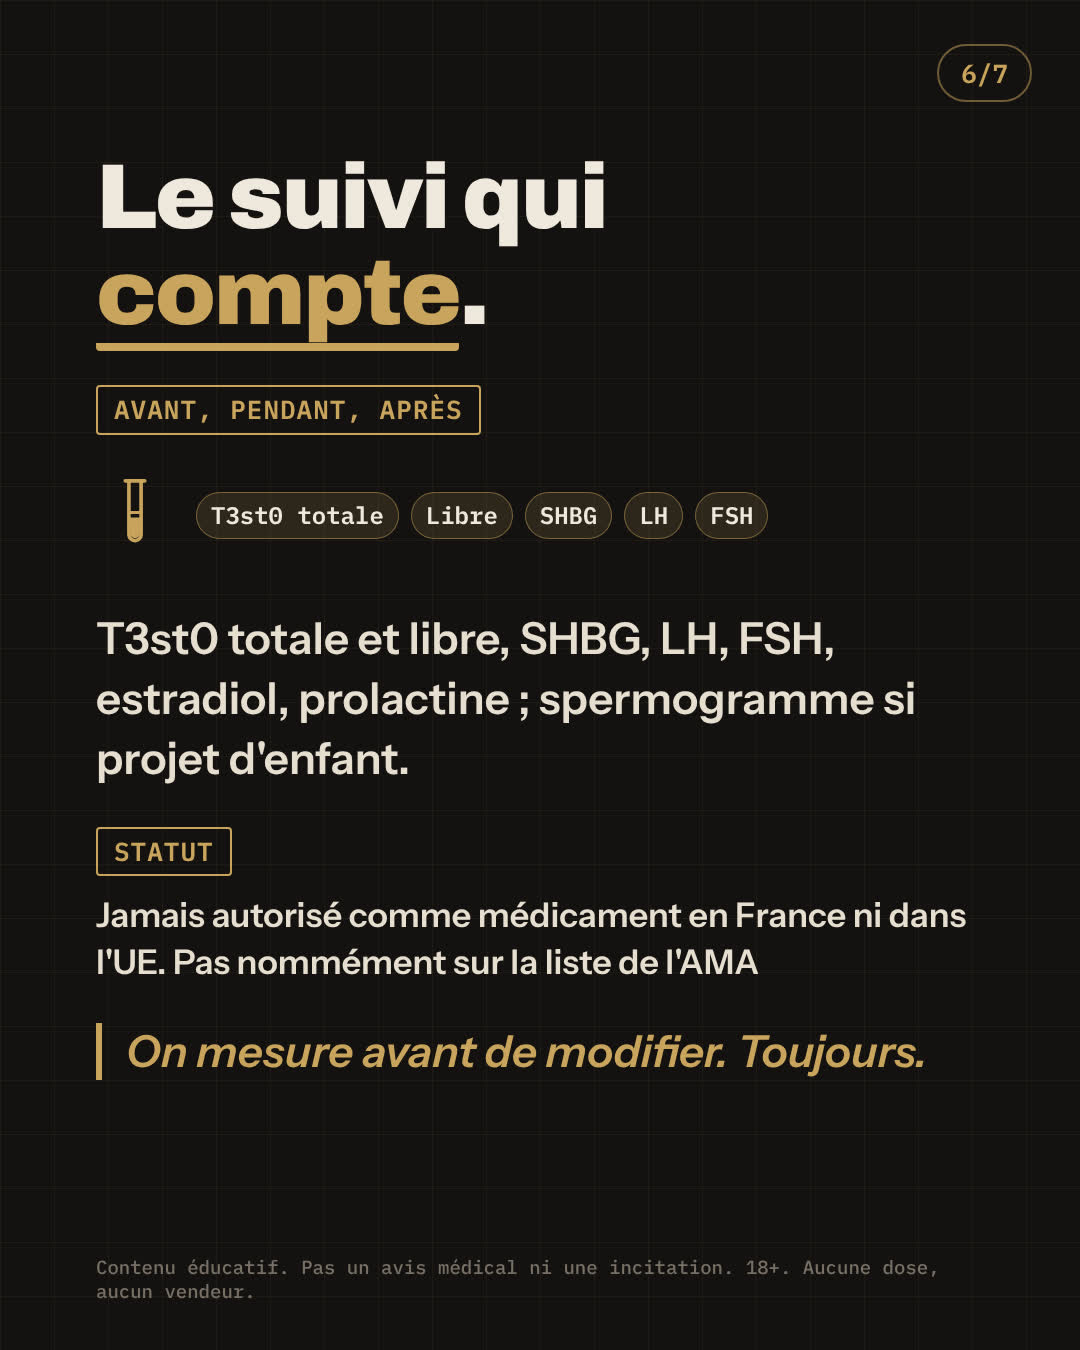 6/7
Le suivi qui
compte.
AVANT, PENDANT, APRÈS
T3st0 totale Libre SHBG LH FSH
T3st0 totale et libre, SHBG, LH, FSH,
estradiol, prolactine ; spermogramme si
projet d'enfant.
STATUT
Jamais autorisé comme médicament en France ni dans
l'UE. Pas nommément sur la liste de l'AMA
On mesure avant de modifier. Toujours.
Contenu éducatif. Pas un avis médical ni une incitation. 18+. Aucune dose,
aucun vendeur.